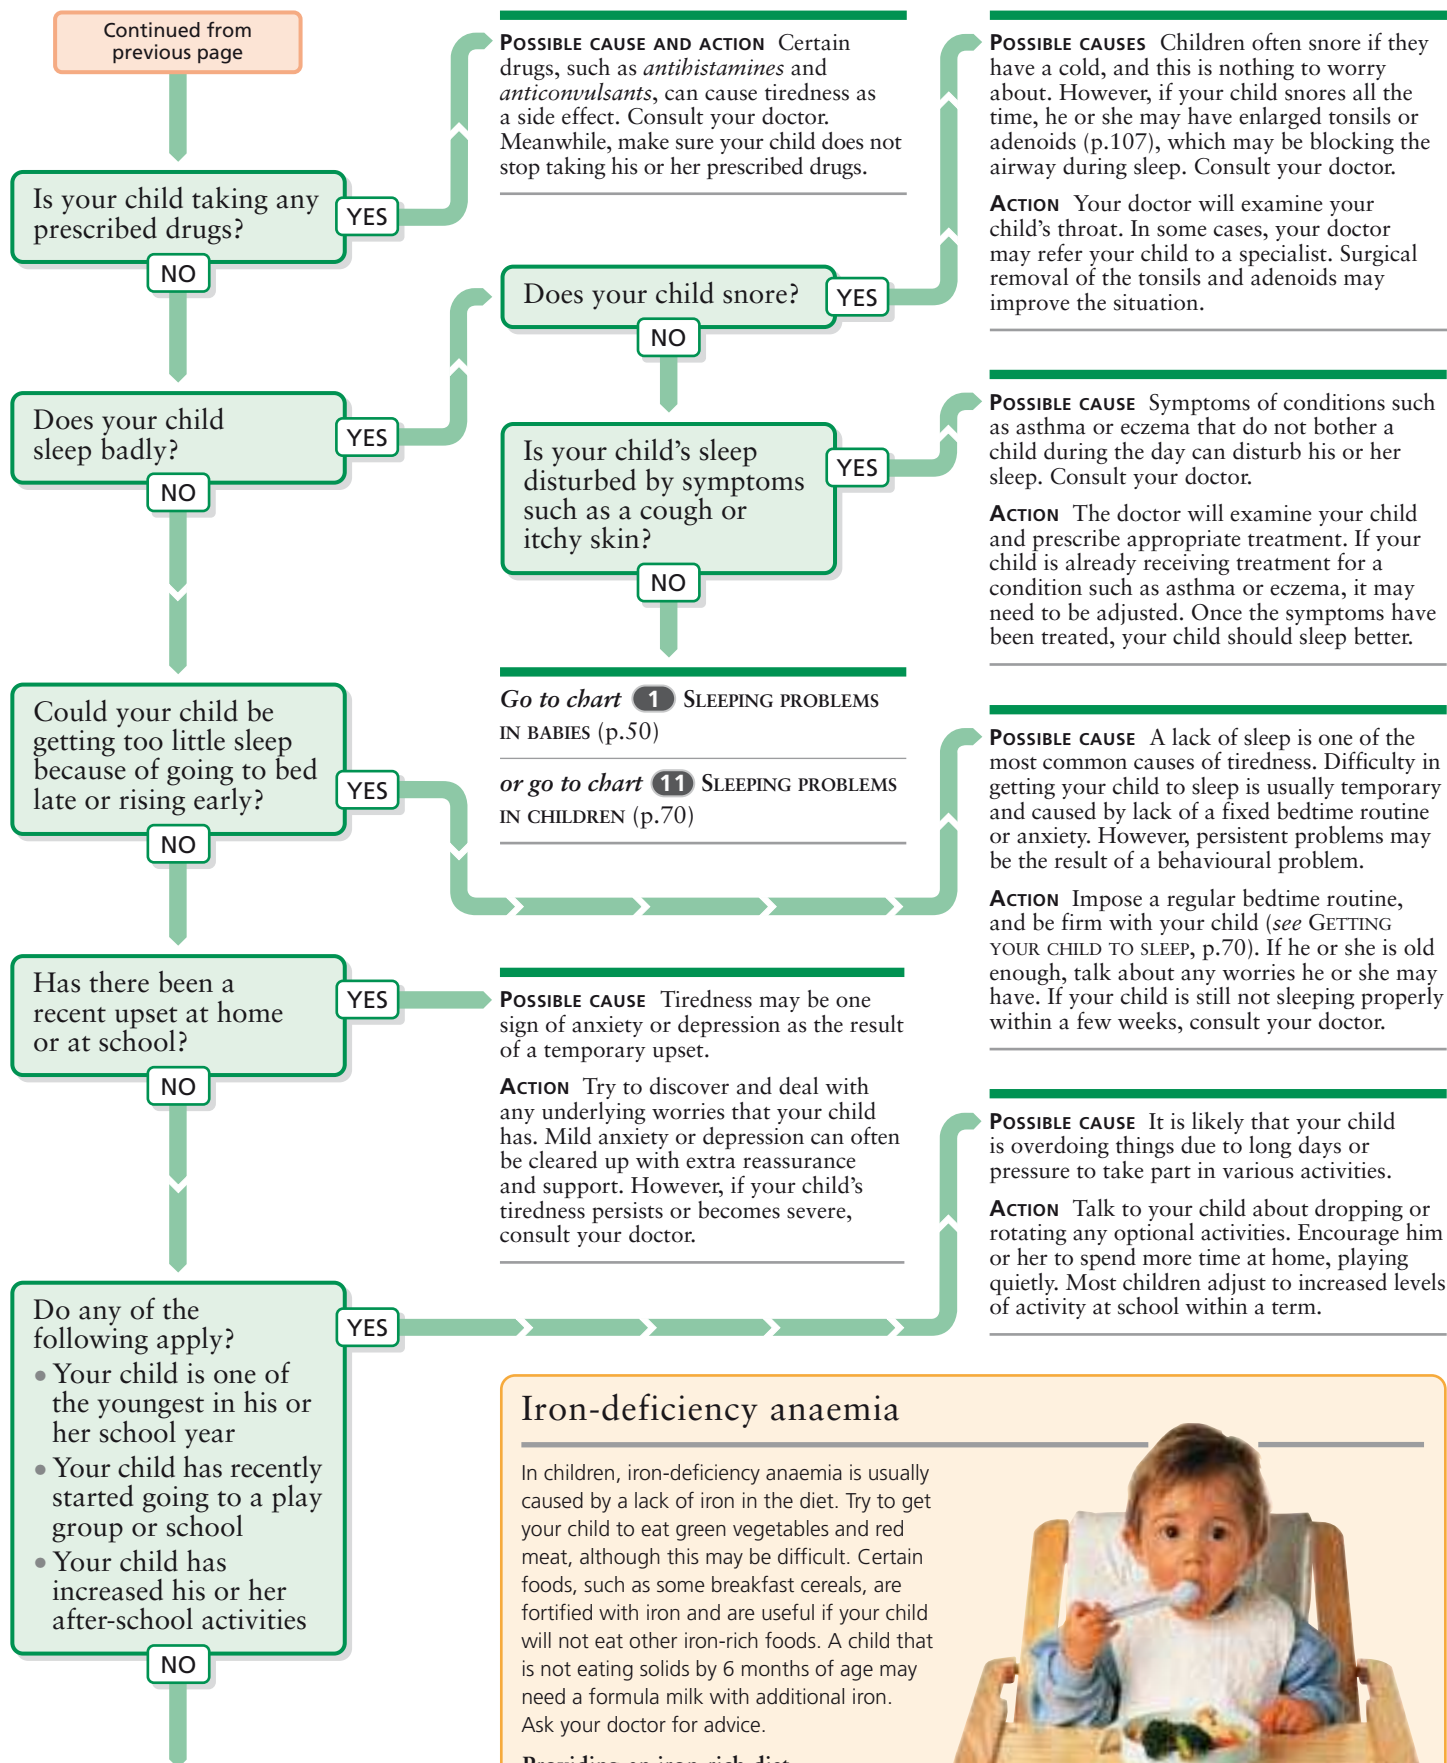 Continued from
previous page
Is your child taking any
prescribed drugs?
YES
NO
POSSIBLE CAUSE AND ACTION Certain
drugs, such as antihistamines and
anticonvulsants, can cause tiredness as
a side effect. Consult your doctor.
Meanwhile, make sure your child does not
stop taking his or her prescribed drugs.
Does your child
sleep badly?
YES
NO
Does your child snore?
YES
NO
POSSIBLE CAUSES Children often snore if they
have a cold, and this is nothing to worry
about. However, if your child snores all the
time, he or she may have enlarged tonsils or
adenoids (p.107), which may be blocking the
airway during sleep. Consult your doctor.
ACTION Your doctor will examine your
child's throat. In some cases, your doctor
may refer your child to a specialist. Surgical
removal of the tonsils and adenoids may
improve the situation.
Is your child's sleep
disturbed by symptoms
such as a cough or
itchy skin?
YES
NO
POSSIBLE CAUSE Symptoms of conditions such
as asthma or eczema that do not bother a
child during the day can disturb his or her
sleep. Consult your doctor.
ACTION The doctor will examine your child
and prescribe appropriate treatment. If your
child is already receiving treatment for a
condition such as asthma or eczema, it may
need to be adjusted. Once the symptoms have
been treated, your child should sleep better.
Go to chart 1 SLEEPING PROBLEMS
IN BABIES (p.50)
or go to chart 11 SLEEPING PROBLEMS
IN CHILDREN (p.70)
Could your child be
getting too little sleep
because of going to bed
late or rising early?
YES
NO
POSSIBLE CAUSE A lack of sleep is one of the
most common causes of tiredness. Difficulty in
getting your child to sleep is usually temporary
and caused by lack of a fixed bedtime routine
or anxiety. However, persistent problems may
be the result of a behavioural problem.
ACTION Impose a regular bedtime routine,
and be firm with your child (see GETTING
YOUR CHILD TO SLEEP, p.70). If he or she is old
enough, talk about any worries he or she may
have. If your child is still not sleeping properly
within a few weeks, consult your doctor.
Has there been a
recent upset at home
or at school?
YES
NO
POSSIBLE CAUSE Tiredness may be one
sign of anxiety or depression as the result
of a temporary upset.
ACTION Try to discover and deal with
any underlying worries that your child
has. Mild anxiety or depression can often
be cleared up with extra reassurance
and support. However, if your child's
tiredness persists or becomes severe,
consult your doctor.
Do any of the
following apply?
• Your child is one of
the youngest in his or
her school year
• Your child has recently
started going to a play
group or school
• Your child has
increased his or her
after-school activities
YES
NO
POSSIBLE CAUSE It is likely that your child
is overdoing things due to long days or
pressure to take part in various activities.
ACTION Talk to your child about dropping or
rotating any optional activities. Encourage him
or her to spend more time at home, playing
quietly. Most children adjust to increased levels
of activity at school within a term.
Iron-deficiency anaemia
In children, iron-deficiency anaemia is usually
caused by a lack of iron in the diet. Try to get
your child to eat green vegetables and red
meat, although this may be difficult. Certain
foods, such as some breakfast cereals, are
fortified with iron and are useful if your child
will not eat other iron-rich foods. A child that
is not eating solids by 6 months of age may
need a formula milk with additional iron.
Ask your doctor for advice.
Providing an iron-rich diet